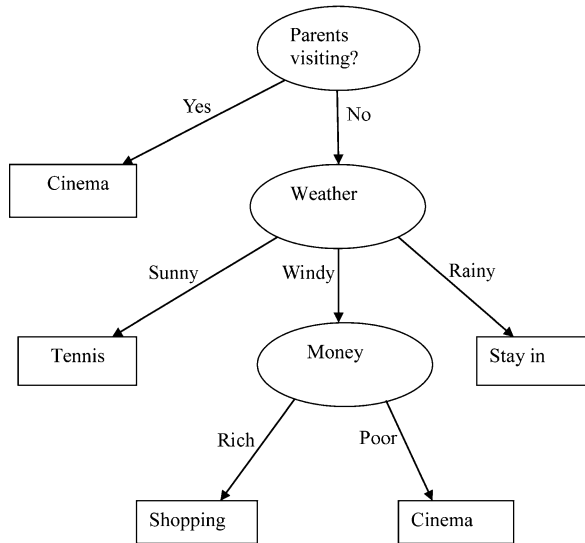 Parents
visiting?
Yes
No
Cinema
Weather
Sunny
Windy
Rainy
Tennis
Money
Stay in
Rich
Poor
Shopping
Cinema